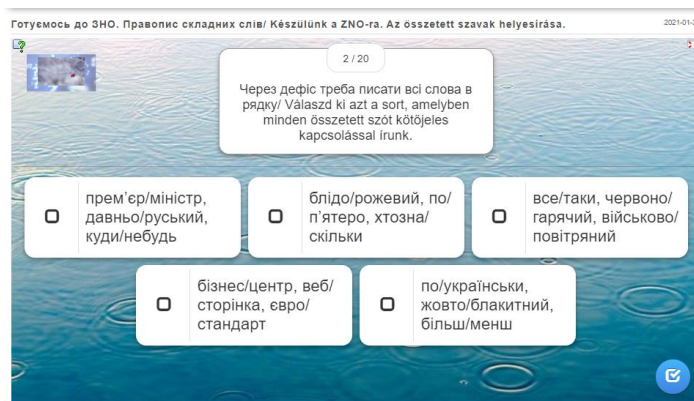 Готуємось до ЗНО. Правопис складних слів/ Készülünk a ZNO-ra. Az összetett szavak helyesírása.
2 / 20
Через дефіс треба писати всі слова в
рядку/ Válaszd ki azt a sort, amelyben
minden összetett szót kötőjeles
kapcsolással írunk.
прем’єр/міністр,
давньо/руський,
куди/небудь
блідо/рожевий, по/
п’ятеро, хтозна/
скільки
все/таки, червоно/
гарячий, військово/
повітряний
бізнес/центр, веб/
сторінка, євро/
стандарт
по/українськи,
жовто/блакитний,
більш/менш